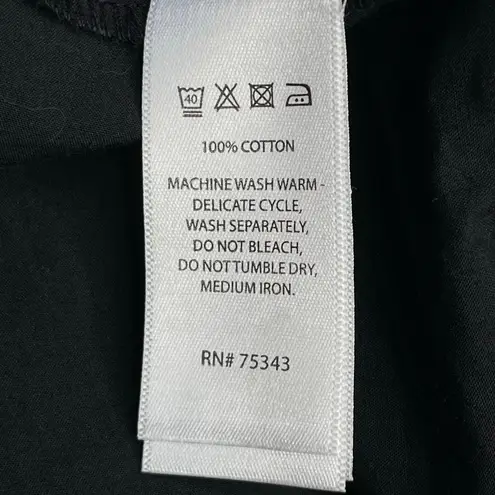 40
100% COTTON
MACHINE WASH WARM -
DELICATE CYCLE,
WASH SEPARATELY,
DO NOT BLEACH,
DO NOT TUMBLE DRY,
MEDIUM IRON.
RN# 75343